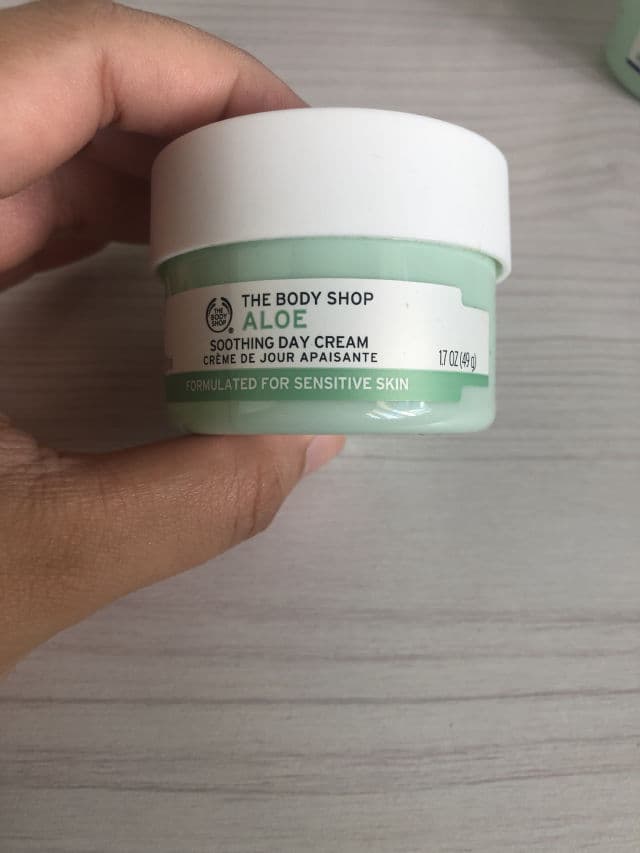 THE BODY SHOP
THE BODY SHOP®
ALOE
SOOTHING DAY CREAM
CRÈME DE JOUR APAISANTE
1.7 OZ (49 g)
FORMULATED FOR SENSITIVE SKIN